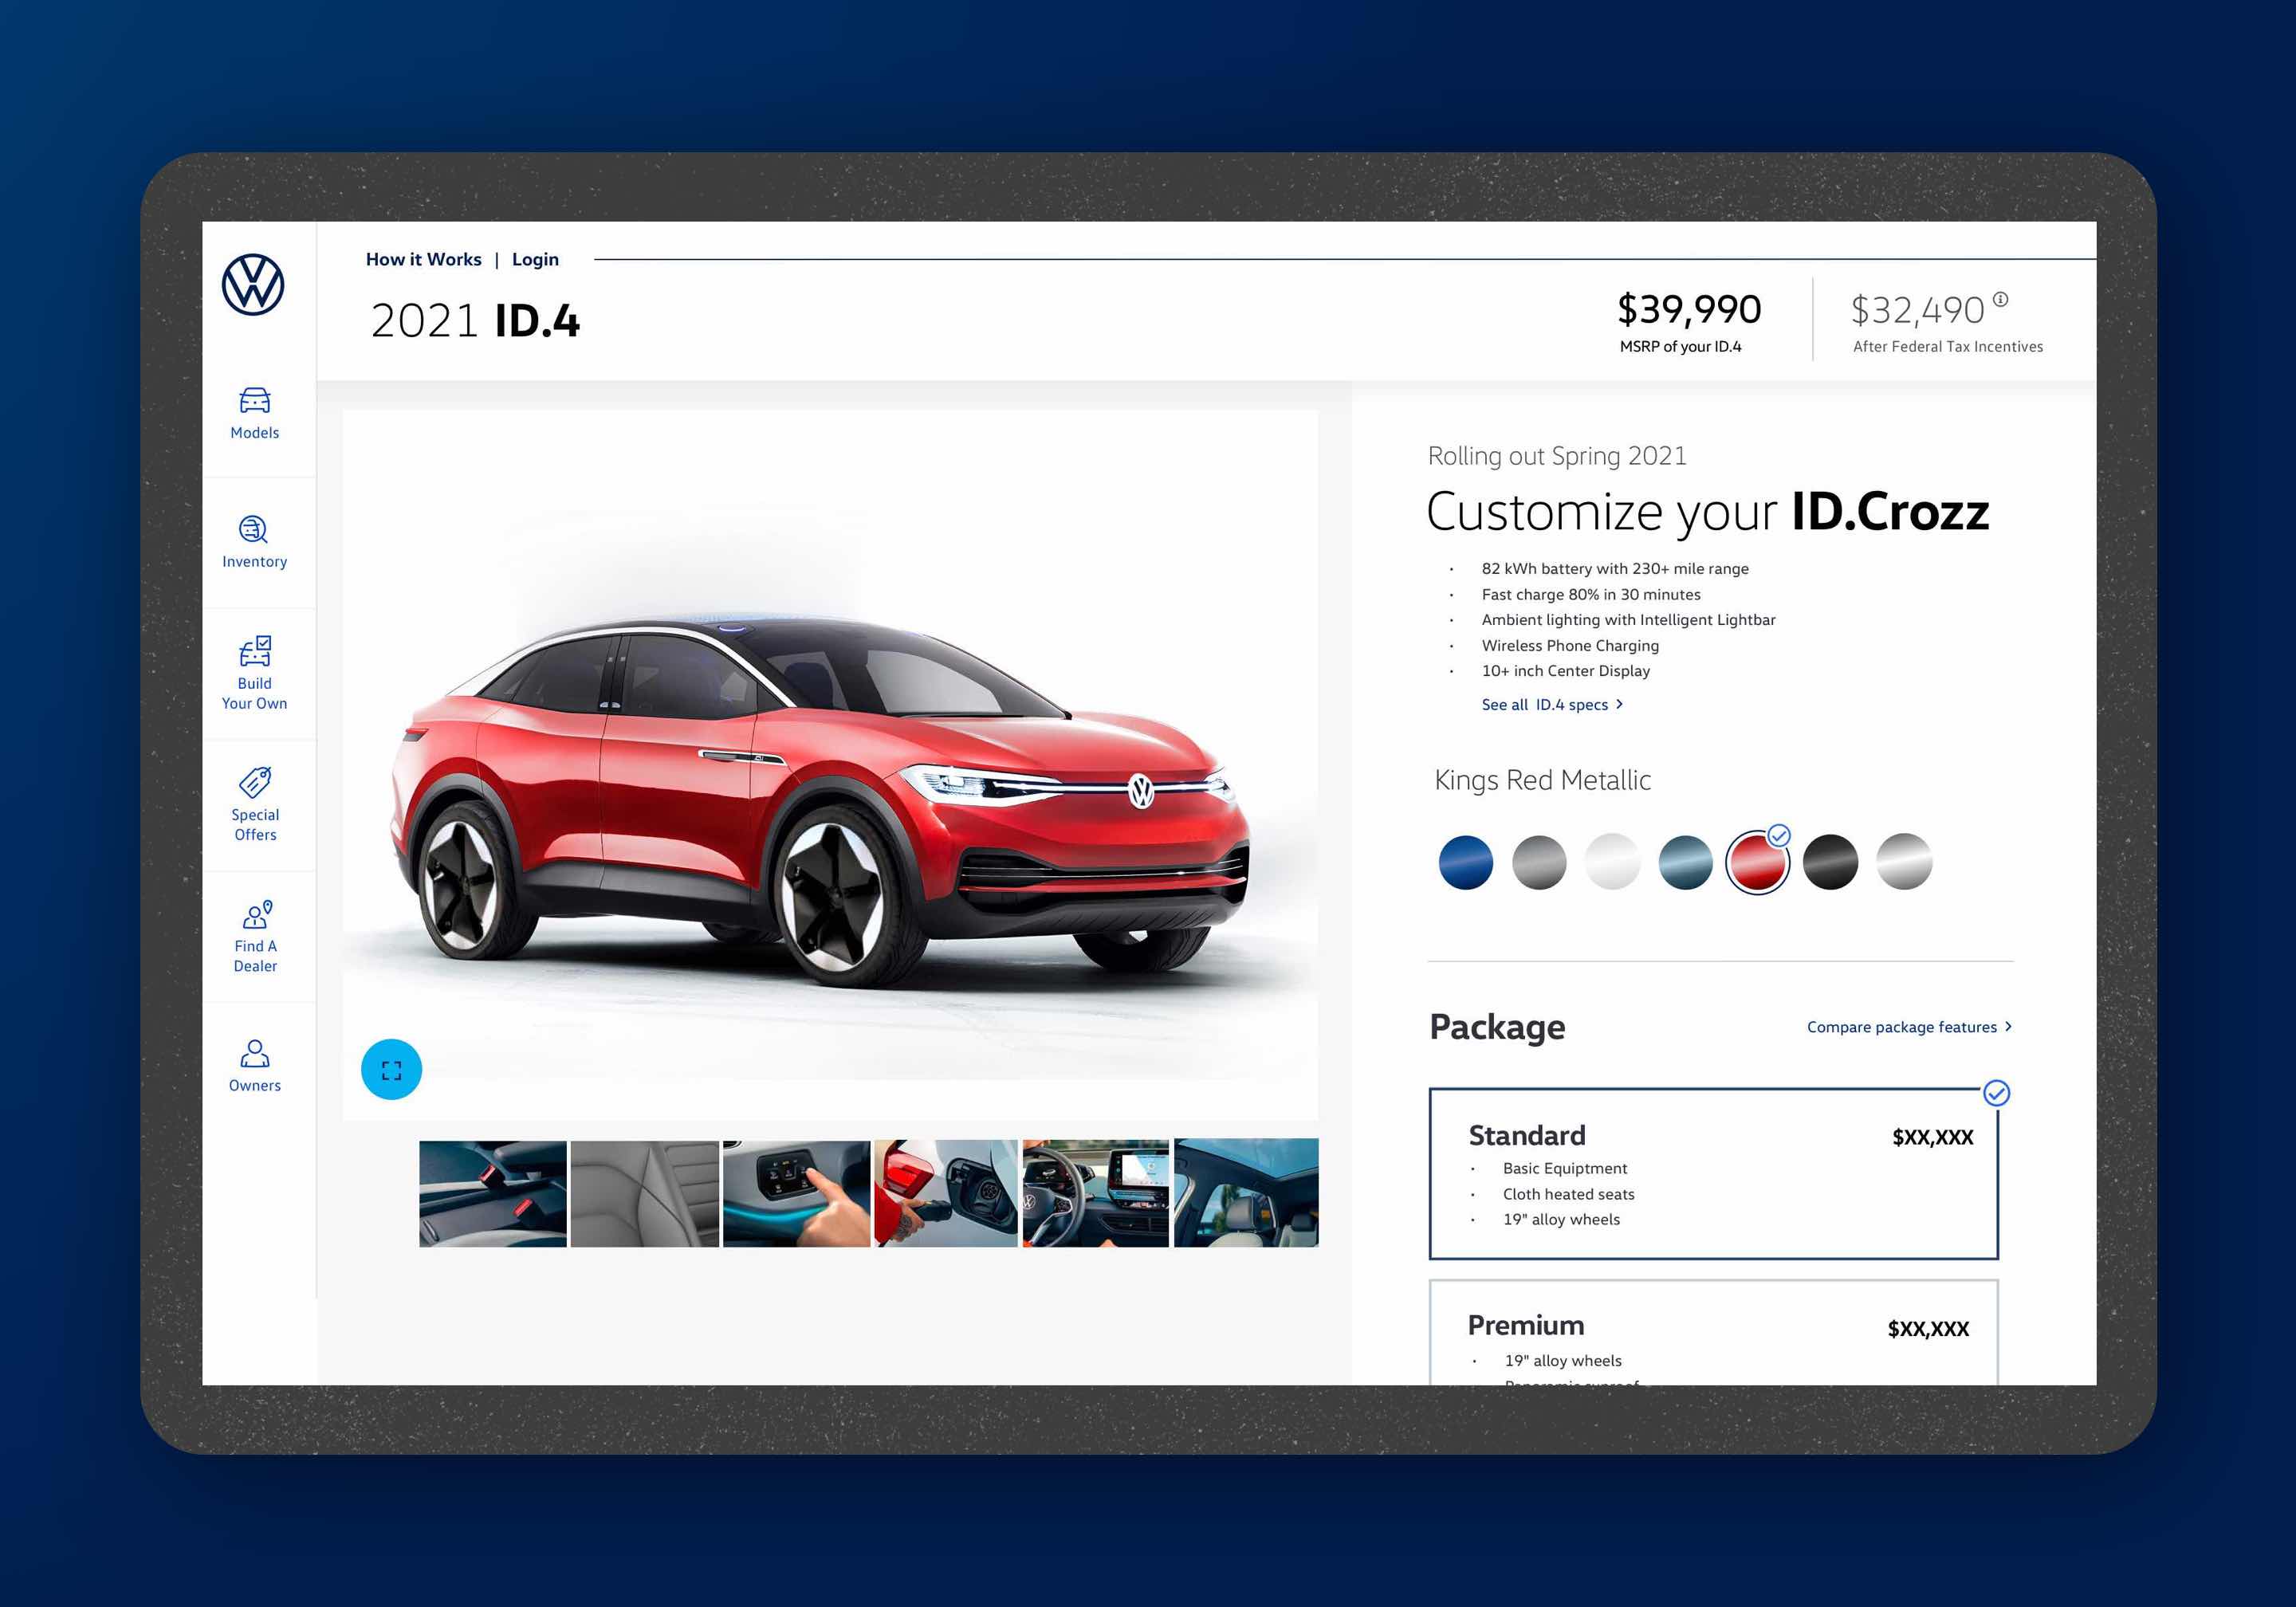 How it Works | Login
2021 ID.4
$39,990
MSRP of your ID.4
$32,490
After Federal Tax Incentives
Models
Inventory
Build
Your Own
Special
Offers
Find A
Dealer
Owners
Rolling out Spring 2021
Customize your ID.Crozz
· 82 kWh battery with 230+ mile range
· Fast charge 80% in 30 minutes
· Ambient lighting with Intelligent Lightbar
· Wireless Phone Charging
· 10+ inch Center Display
See all ID.4 specs >
Kings Red Metallic
Package
Compare package features >
Standard
$XX,XXX
· Basic Equiptment
· Cloth heated seats
· 19" alloy wheels
Premium
$XX,XXX
· 19" alloy wheels